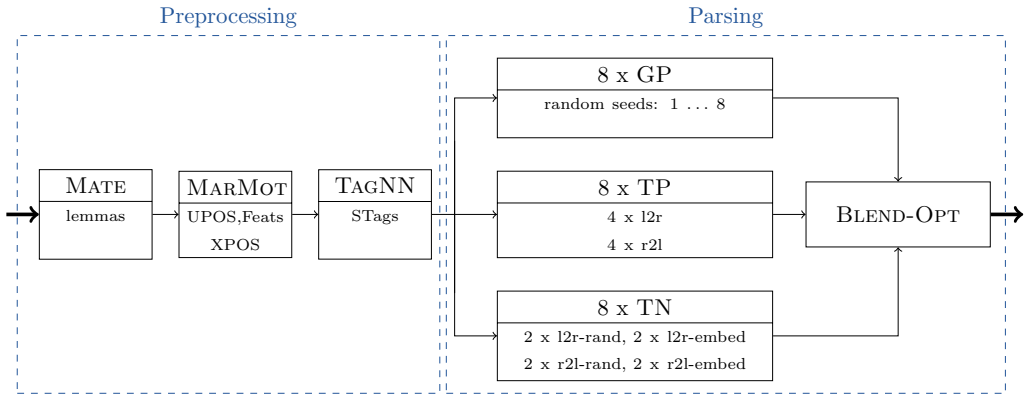 Preprocessing
Parsing
MATE
lemmas
MARMOT
UPOS,Feats
XPOS
TAGNN
STags
8 x GP
random seeds: 1 ... 8
8 x TP
4 x l2r
4 x r2l
8 x TN
2 x l2r-rand, 2 x l2r-embed
2 x r2l-rand, 2 x r2l-embed
BLEND-OPT